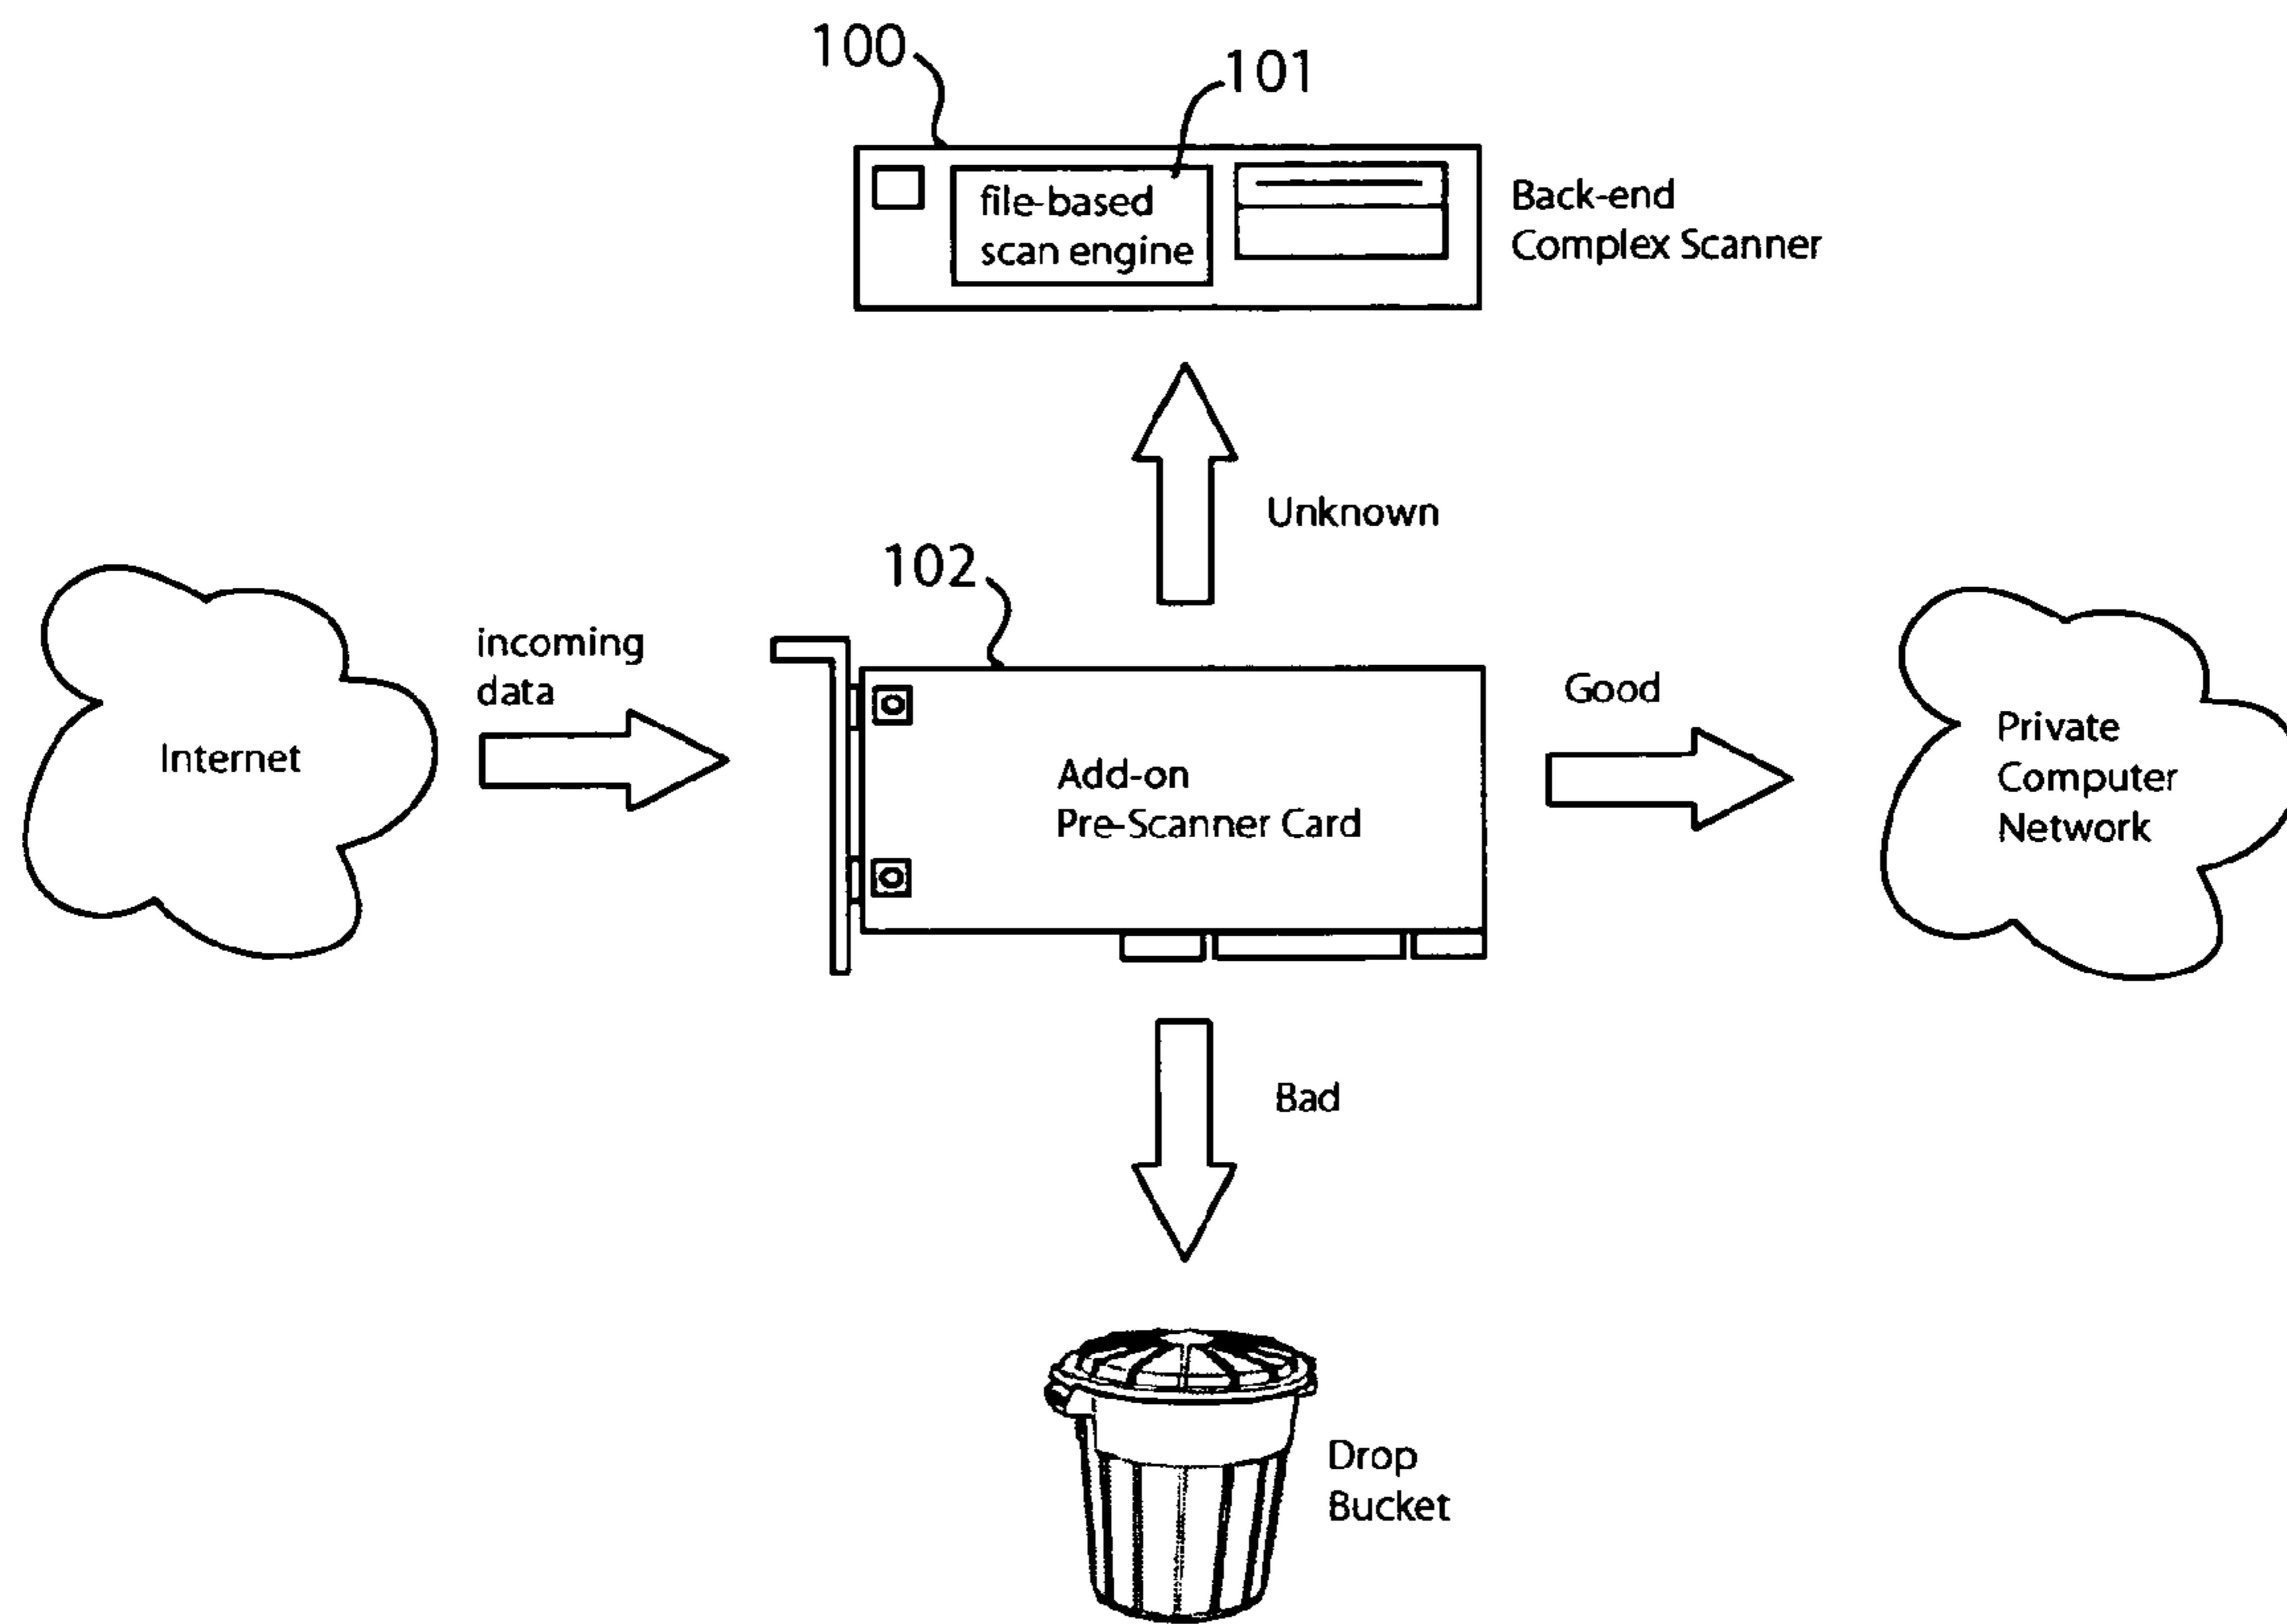 100
101
file-based
scan engine
Back-end
Complex Scanner
Unknown
102
incoming
data
Internet
Add-on
Pre-Scanner Card
Good
Private
Computer
Network
Bad
Drop
Bucket